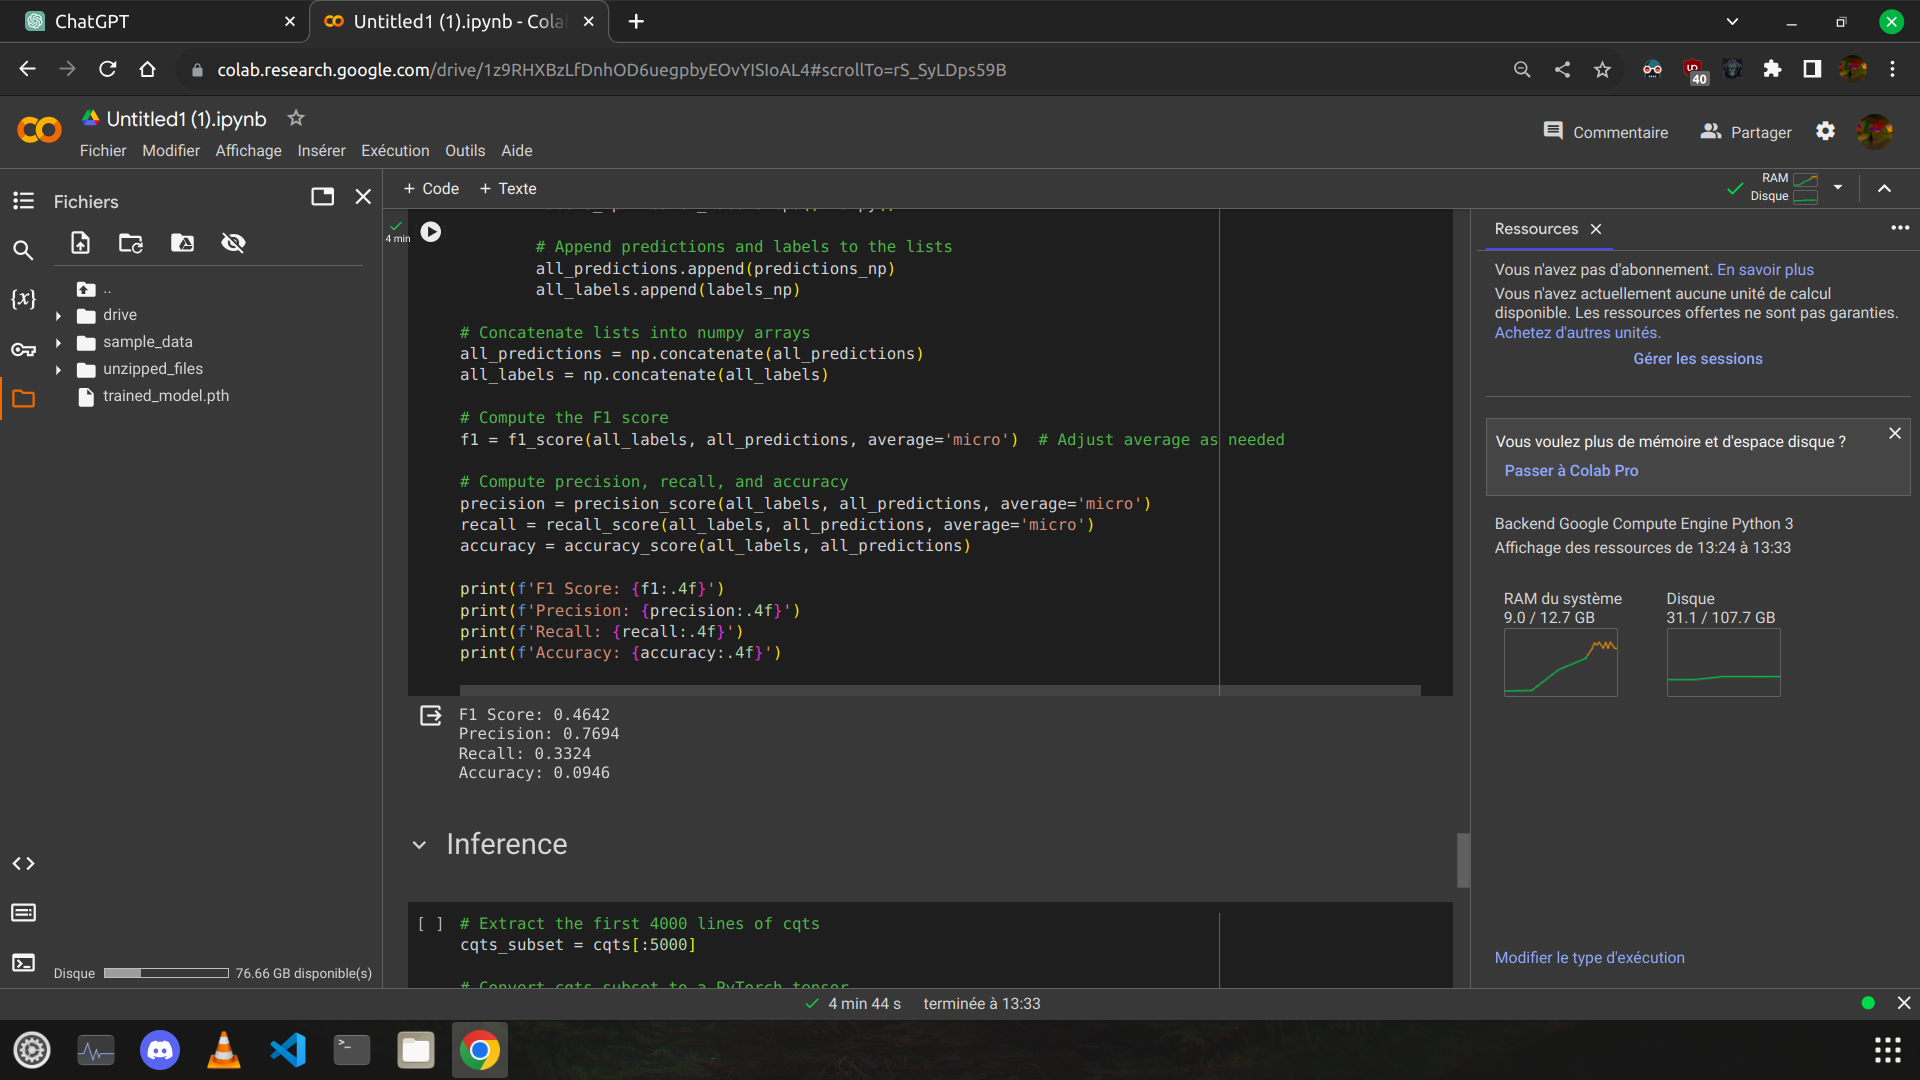 ChatGPT
Untitled1 (1).ipynb - Cola
colab.research.google.com/drive/1z9RHXBzLfDnhOD6uegpbyEOvYISIoAL4#scrollTo=rS_SyLDps59B
40
Untitled1 (1).ipynb
Fichier Modifier Affichage Insérer Exécution Outils Aide
Commentaire
Partager
Fichiers
+ Code + Texte
RAM
Disque
..
drive
sample_data
unzipped_files
trained_model.pth
Disque
76.66 GB disponible(s)
4 min
# Append predictions and labels to the lists
all_predictions.append(predictions_np)
all_labels.append(labels_np)
# Concatenate lists into numpy arrays
all_predictions = np.concatenate(all_predictions)
all_labels = np.concatenate(all_labels)
# Compute the F1 score
f1 = f1_score(all_labels, all_predictions, average='micro')  # Adjust average as needed
# Compute precision, recall, and accuracy
precision = precision_score(all_labels, all_predictions, average='micro')
recall = recall_score(all_labels, all_predictions, average='micro')
accuracy = accuracy_score(all_labels, all_predictions)
print(f'F1 Score: {f1:.4f}')
print(f'Precision: {precision:.4f}')
print(f'Recall: {recall:.4f}')
print(f'Accuracy: {accuracy:.4f}')
F1 Score: 0.4642
Precision: 0.7694
Recall: 0.3324
Accuracy: 0.0946
Inference
[ ]
# Extract the first 4000 lines of cqts
cqts_subset = cqts[:5000]
# Convert cqts_subset to a PyTorch tensor
Ressources
Vous n'avez pas d'abonnement. En savoir plus
Vous n'avez actuellement aucune unité de calcul
disponible. Les ressources offertes ne sont pas garanties.
Achetez d'autres unités.
Gérer les sessions
Vous voulez plus de mémoire et d'espace disque ?
Passer à Colab Pro
Backend Google Compute Engine Python 3
Affichage des ressources de 13:24 à 13:33
RAM du système
9.0 / 12.7 GB
Disque
31.1 / 107.7 GB
Modifier le type d'exécution
4 min 44 s terminée à 13:33